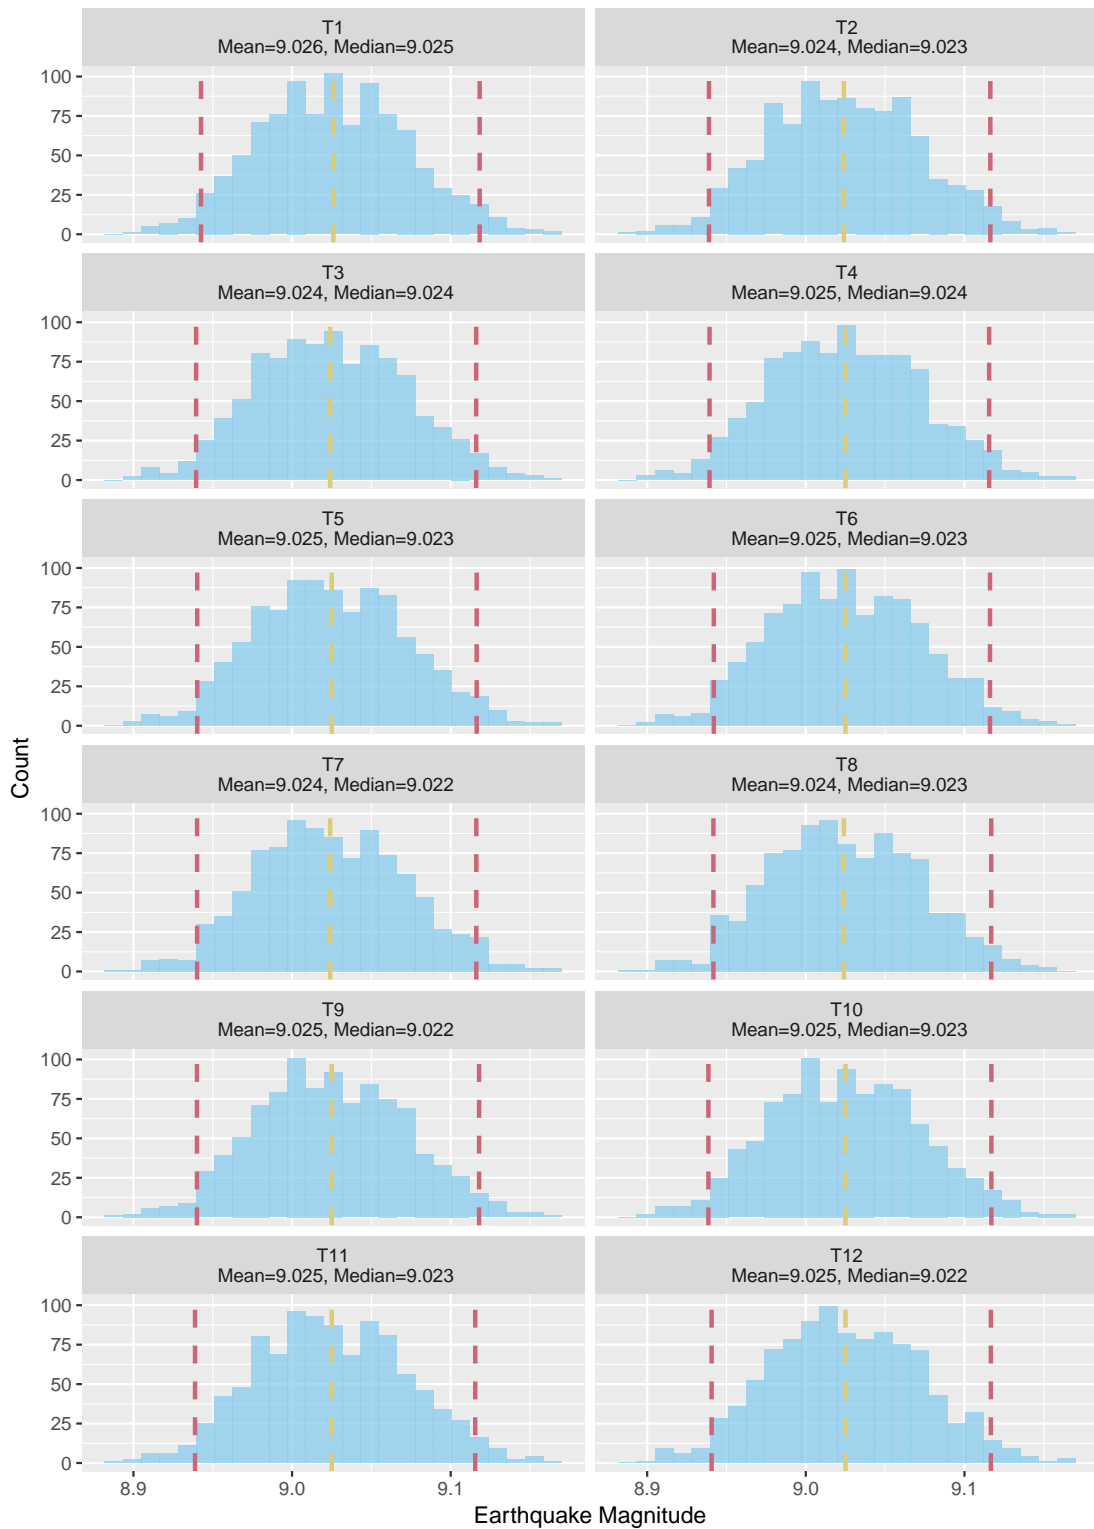 T1
Mean=9.026, Median=9.025
T2
Mean=9.024, Median=9.023
100
75
50
25
0
T3
Mean=9.024, Median=9.024
T4
Mean=9.025, Median=9.024
100
75
50
25
0
T5
Mean=9.025, Median=9.023
T6
Mean=9.025, Median=9.023
100
75
50
25
0
T7
Mean=9.024, Median=9.022
T8
Mean=9.024, Median=9.023
100
75
50
25
0
T9
Mean=9.025, Median=9.022
T10
Mean=9.025, Median=9.023
100
75
50
25
0
T11
Mean=9.025, Median=9.023
T12
Mean=9.025, Median=9.022
100
75
50
25
0
8.9 9.0 9.1
8.9 9.0 9.1
Earthquake Magnitude
Count